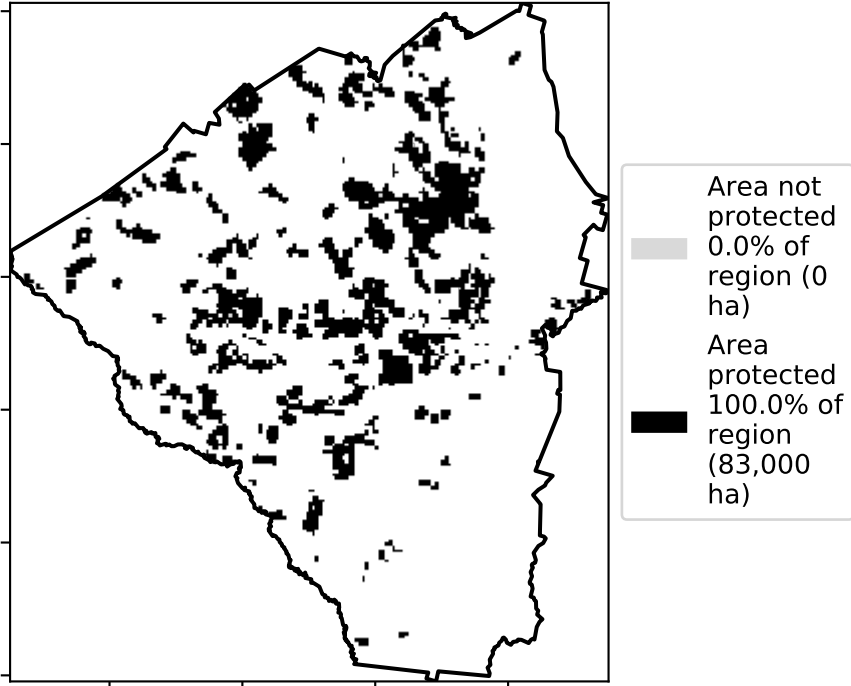 Area not
protected
0.0% of
region (0
ha)
Area
protected
100.0% of
region
(83,000
ha)